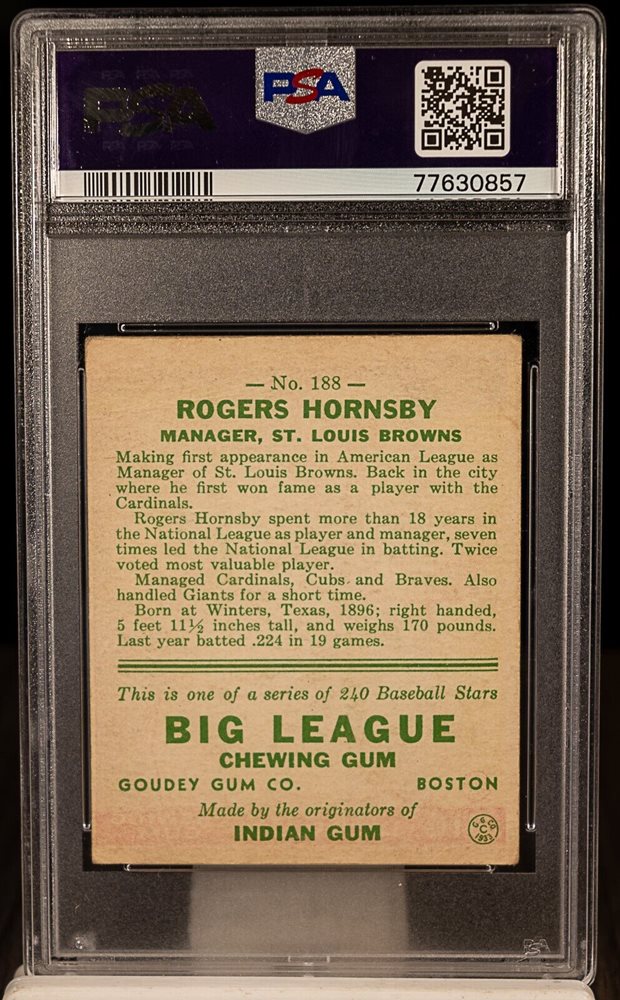 PSA
PSA
77630857
— No. 188 —
ROGERS HORNSBY
MANAGER, ST. LOUIS BROWNS
Making first appearance in American League as
Manager of St. Louis Browns. Back in the city
where he first won fame as a player with the
Cardinals.
Rogers Hornsby spent more than 18 years in
the National League as player and manager, seven
times led the National League in batting. Twice
voted most valuable player.
Managed Cardinals, Cubs and Braves. Also
handled Giants for a short time.
Born at Winters, Texas, 1896; right handed,
5 feet 11½ inches tall, and weighs 170 pounds.
Last year batted .224 in 19 games.
This is one of a series of 240 Baseball Stars
BIG LEAGUE
CHEWING GUM
GOUDEY GUM CO. BOSTON
Made by the originators of
INDIAN GUM
G G CO
C
1933
PSA